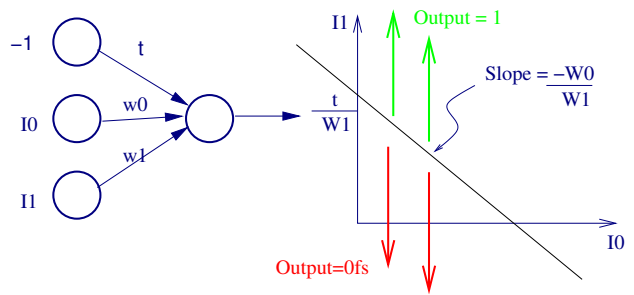 −1
t
I0
w0
I1
w1
I1
Output = 1
Slope = −W0
W1
t
W1
I0
Output=0fs